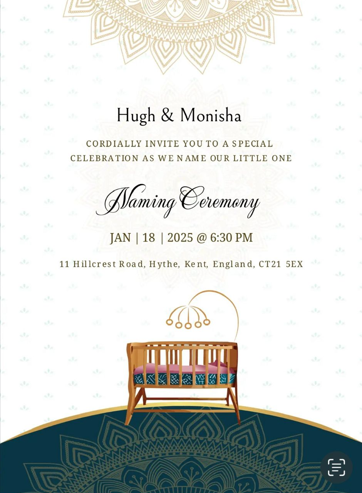 Hugh & Monisha
CORDIALLY INVITE YOU TO A SPECIAL
CELEBRATION AS WE NAME OUR LITTLE ONE
Naming Ceremony
JAN | 18 | 2025 @ 6:30 PM
11 Hillcrest Road, Hythe, Kent, England, CT21 5EX